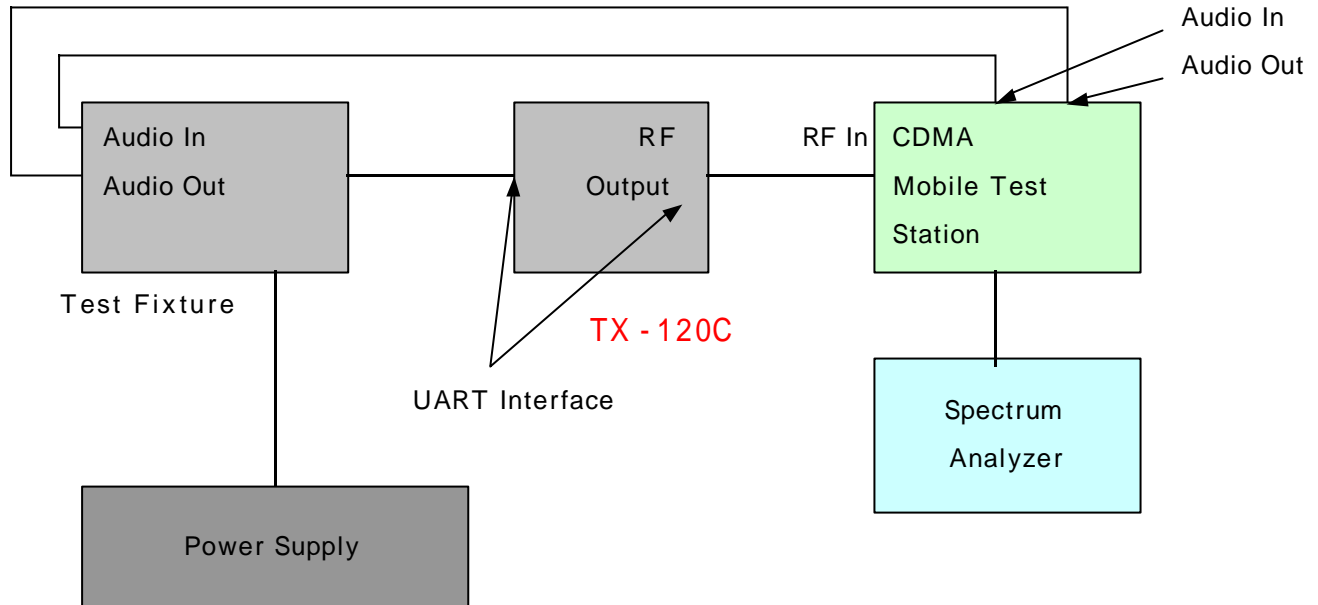 Audio In
Audio Out
Audio In
Audio Out
RF
Output
RF In
CDMA
Mobile Test
Station
Test Fixture
TX - 120C
UART Interface
Spectrum
Analyzer
Power Supply